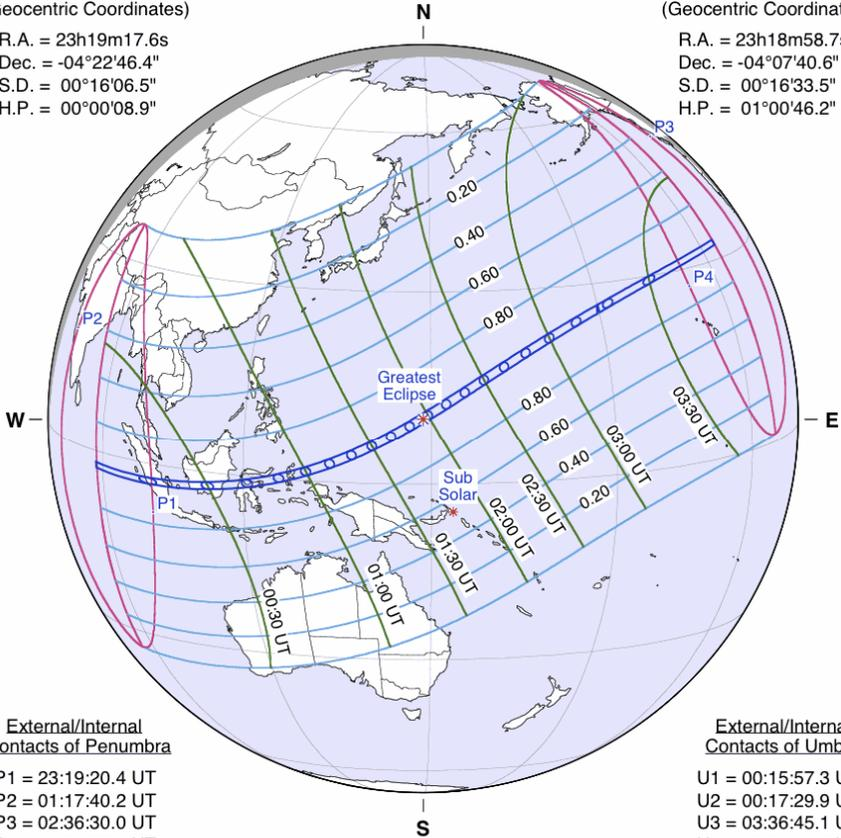 eocentric Coordinates)
R.A. = 23h19m17.6s
Dec. = -04°22'46.4"
S.D. = 00°16'06.5"
H.P. = 00°00'08.9"
N
(Geocentric Coordinat
R.A. = 23h18m58.7s
Dec. = -04°07'40.6"
S.D. = 00°16'33.5"
H.P. = 01°00'46.2"
P3
0.20
0.40
0.60
0.80
P4
P2
Greatest
Eclipse
W
E
0.80
0.60
0.40
0.20
03:30 UT
03:00 UT
02:30 UT
02:00 UT
01:30 UT
01:00 UT
00:30 UT
P1
Sub
Solar
External/Internal
ontacts of Penumbra
P1 = 23:19:20.4 UT
P2 = 01:17:40.2 UT
P3 = 02:36:30.0 UT
External/Interna
Contacts of Umb
U1 = 00:15:57.3 U
U2 = 00:17:29.9 U
U3 = 03:36:45.1 U
S